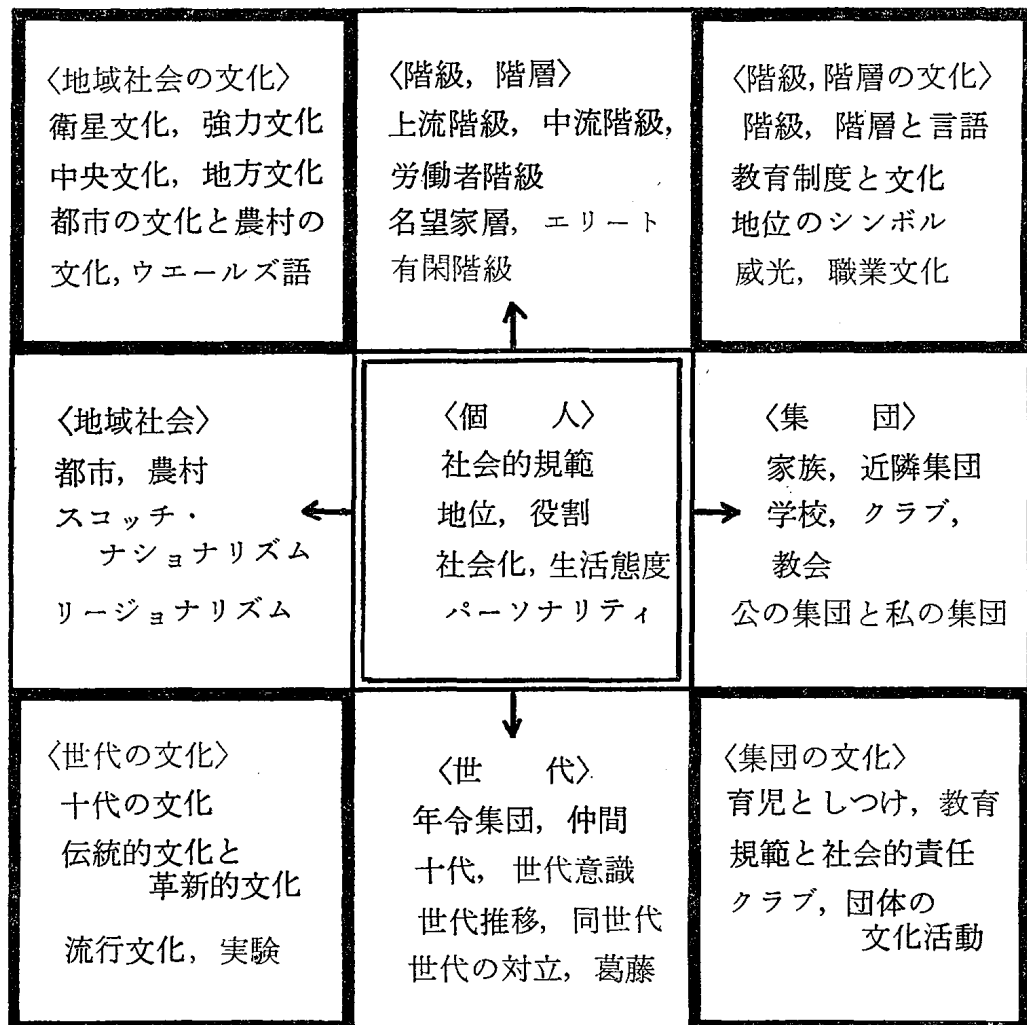 〈地域社会の文化〉
衛星文化, 強力文化
中央文化, 地方文化
都市の文化と農村の
文化, ウエールズ語
〈階級, 階層〉
上流階級, 中流階級,
労働者階級
名望家層, エリート
有閑階級
〈階級, 階層の文化〉
階級, 階層と言語
教育制度と文化
地位のシンボル
威光, 職業文化
〈地域社会〉
都市, 農村
スコッチ・
ナショナリズム
リージョナリズム
〈個 人〉
社会的規範
地位, 役割
社会化, 生活態度
パーソナリティ
〈集 団〉
家族, 近隣集団
学校, クラブ,
教会
公の集団と私の集団
〈世代の文化〉
十代の文化
伝統的文化と
革新的文化
流行文化, 実験
〈世 代〉
年令集団, 仲間
十代, 世代意識
世代推移, 同世代
世代の対立, 葛藤
〈集団の文化〉
育児としつけ, 教育
規範と社会的責任
クラブ, 団体の
文化活動